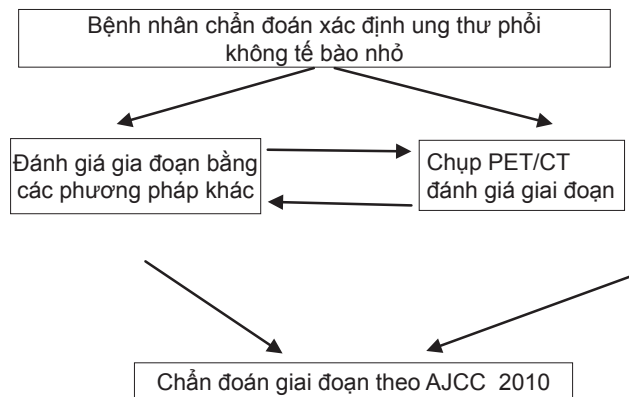 Bệnh nhân chẩn đoán xác định ung thư phổi
không tế bào nhỏ
Đánh giá gia đoạn bằng
các phương pháp khác
Chụp PET/CT
đánh giá giai đoạn
Chẩn đoán giai đoạn theo AJCC 2010